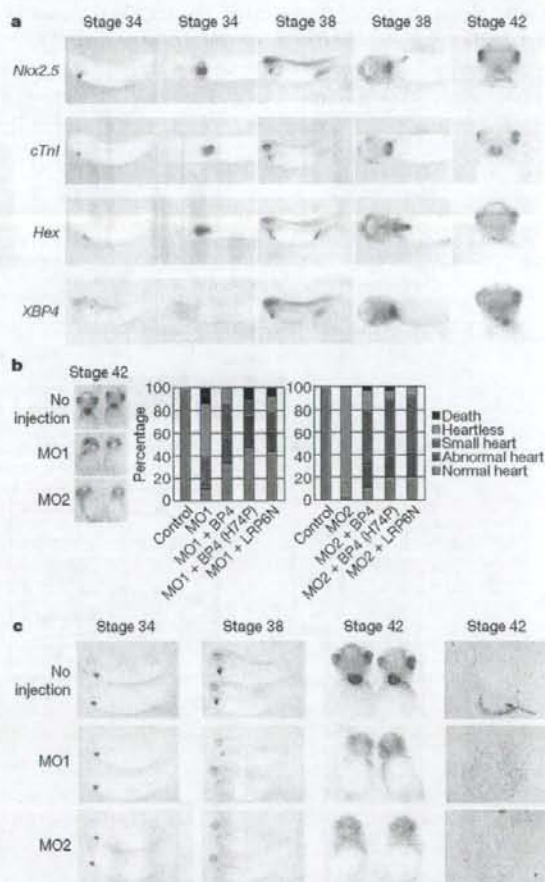 a
Stage 34 Stage 34 Stage 38 Stage 38 Stage 42
Nkx2.5
cTnI
Hex
XBP4
b
Stage 42
No injection
MO1
MO2
Percentage
100
80
60
40
20
0
Control
MO1
MO1 + BP4
MO1 + BP4 (H74P)
MO1 + LRP6N
100
80
60
40
20
0
Control
MO2
MO2 + BP4
MO2 + BP4 (H74P)
MO2 + LRP6N
Death
Heartless
Small heart
Abnormal heart
Normal heart
c
Stage 34 Stage 38 Stage 42 Stage 42
No injection
MO1
MO2